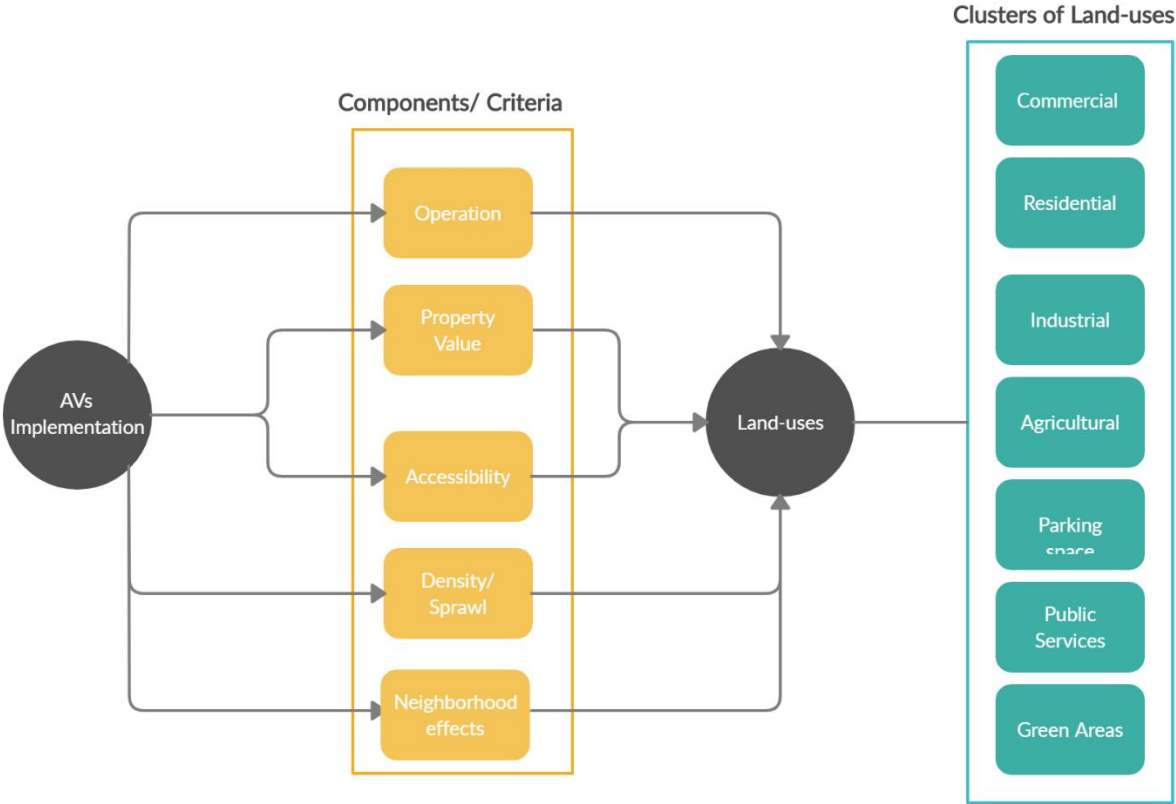 Clusters of Land-uses
Components/ Criteria
AVs
Implementation
Operation
Property
Value
Accessibility
Density/
Sprawl
Neighborhood
effects
Land-uses
Commercial
Residential
Industrial
Agricultural
Parking
space
Public
Services
Green Areas